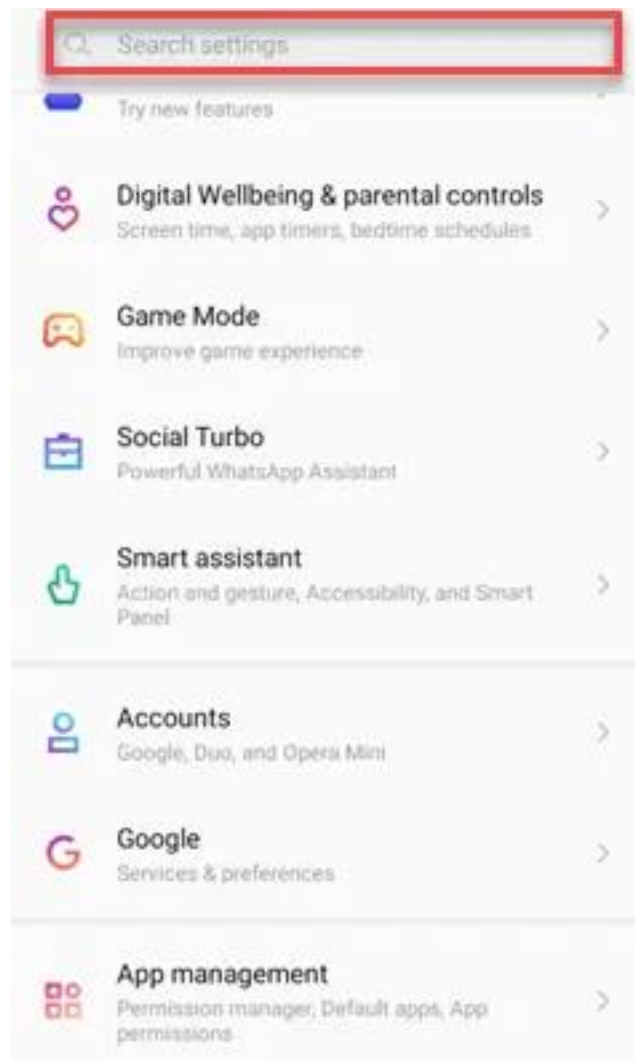 Search settings
Try new features
Digital Wellbeing & parental controls
Screen time, app timers, bedtime schedules
Game Mode
Improve game experience
Social Turbo
Powerful WhatsApp Assistant
Smart assistant
Action and gesture, Accessibility, and Smart
Panel
Accounts
Google, Duo, and Opera Mini
Google
Services & preferences
App management
Permission manager, Default apps, App
permissions